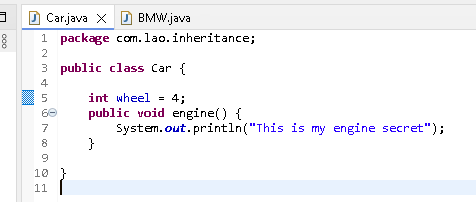 Car.java
BMW.java
1 package com.lao.inheritance;
2
3 public class Car {
4
5 int wheel = 4;
6 public void engine() {
7 System.out.println("This is my engine secret");
8 }
9
10 }
11